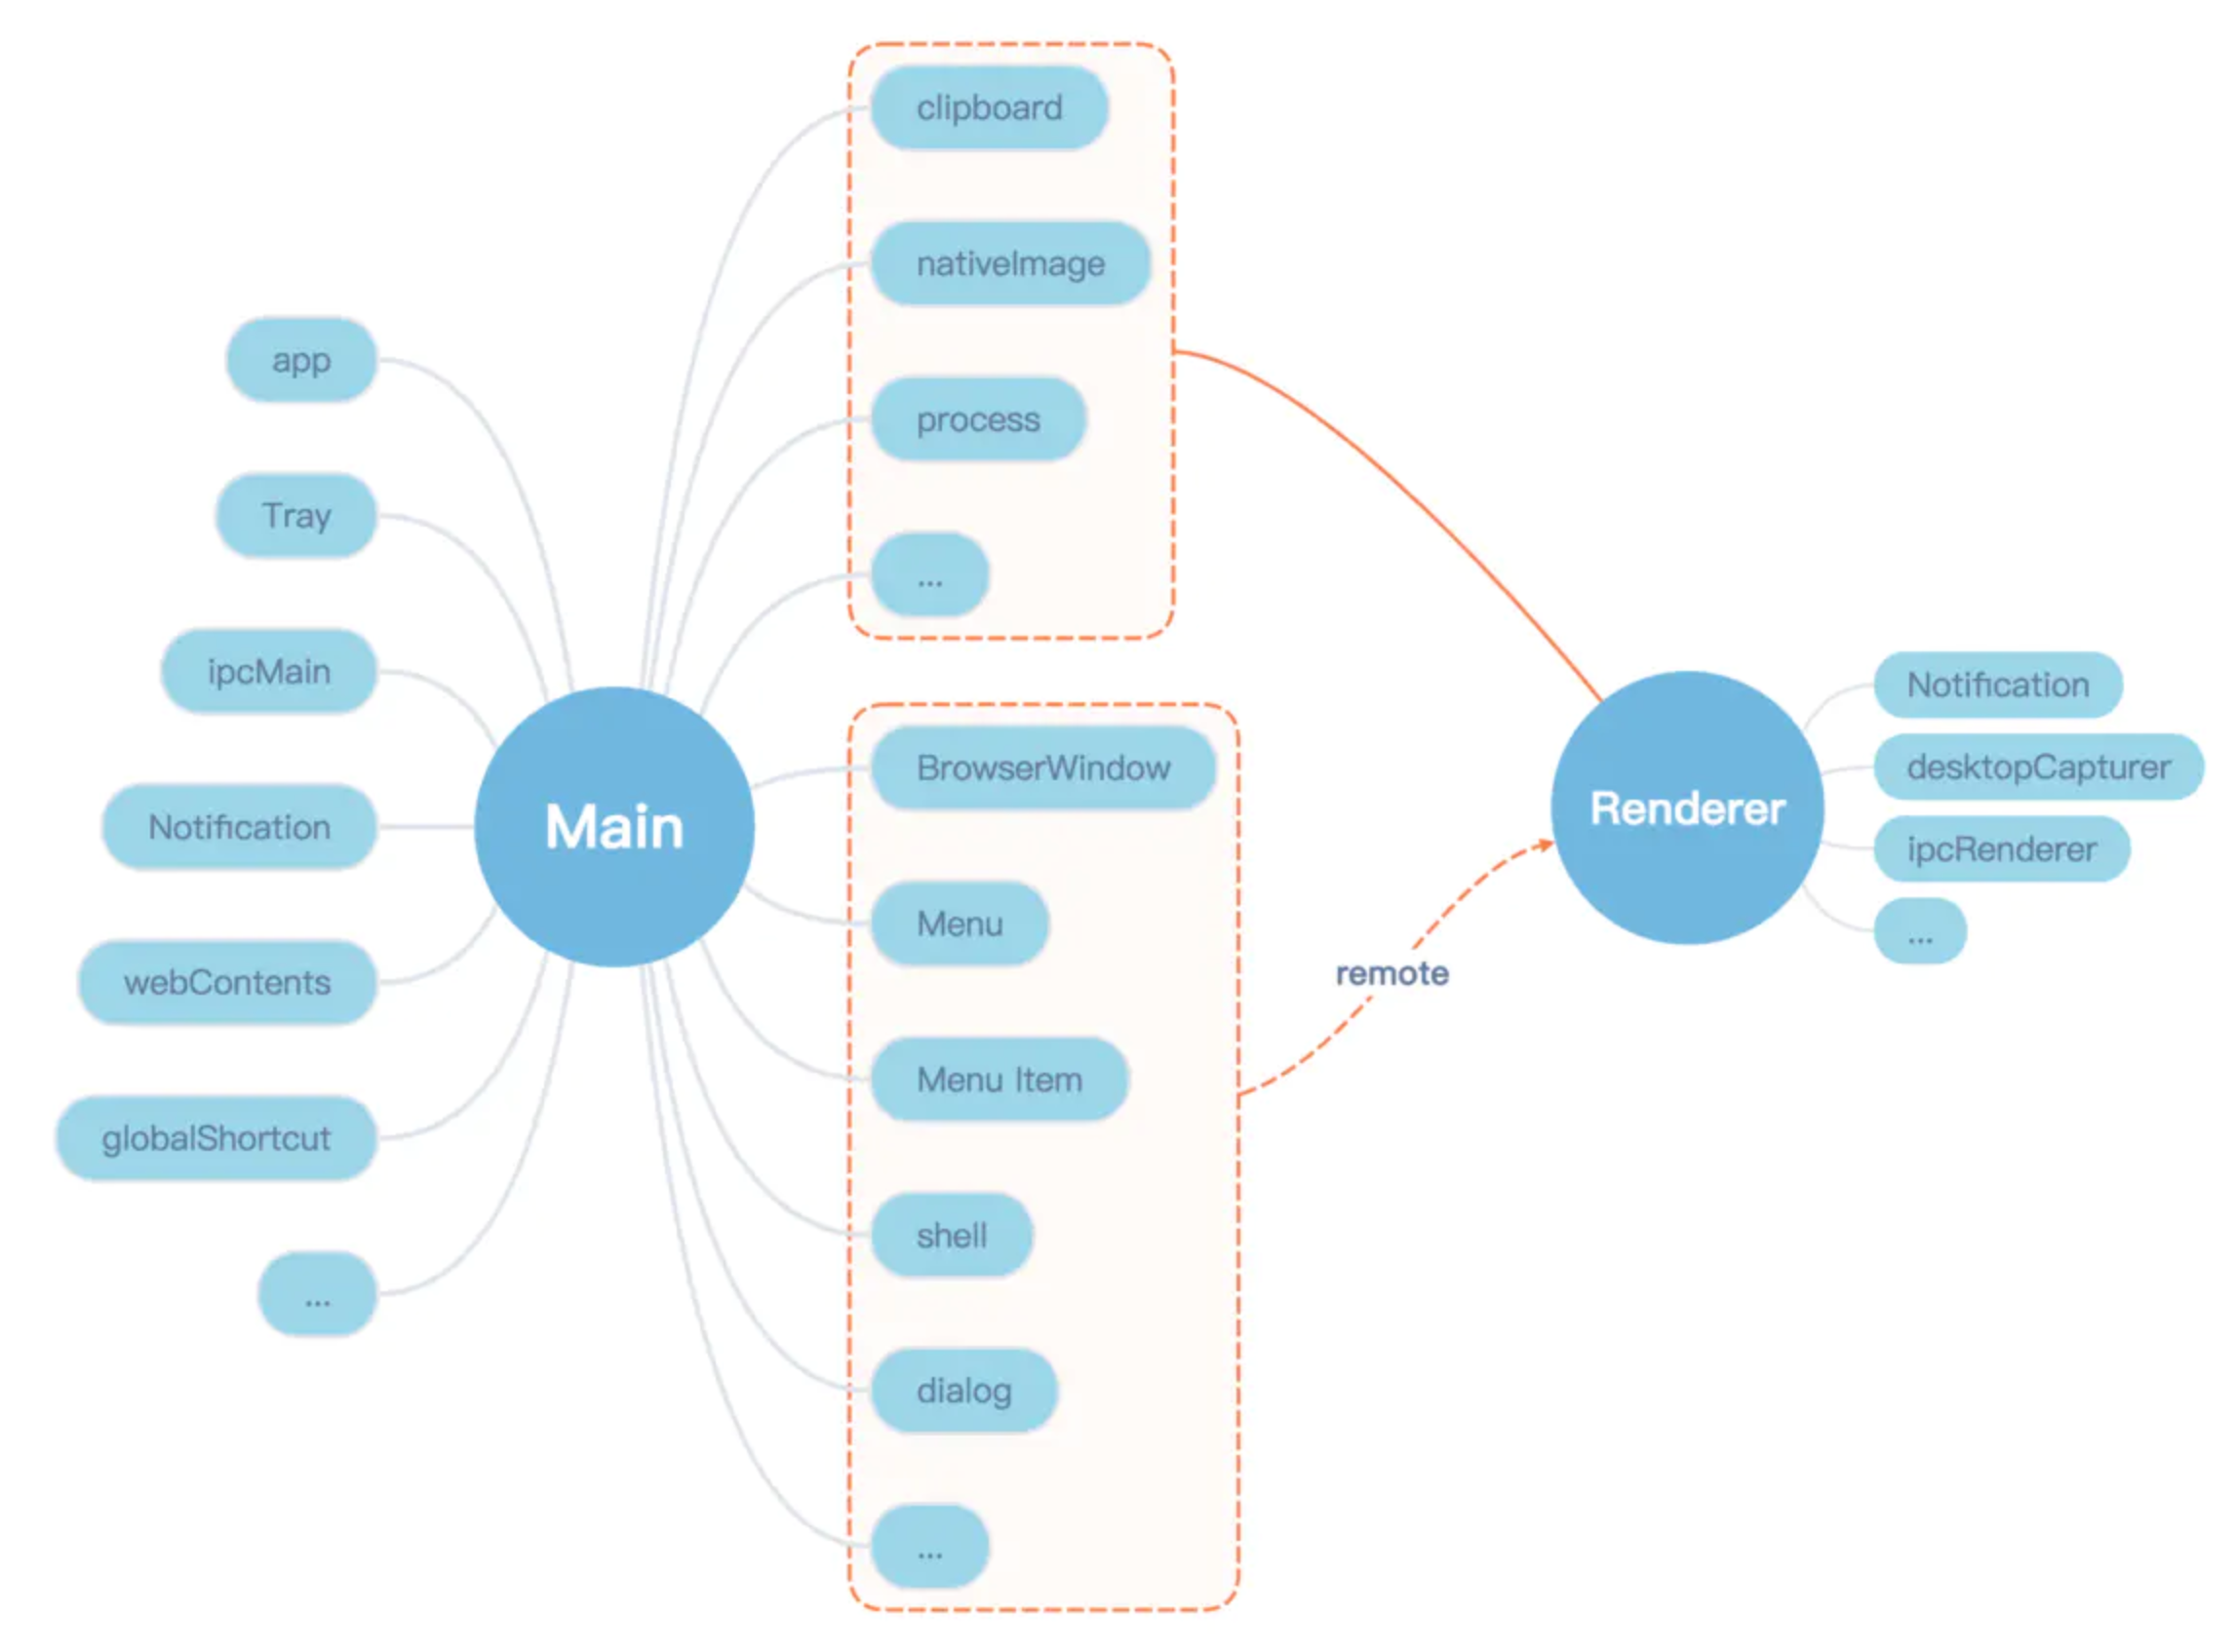 app
Tray
ipcMain
Notification
webContents
globalShortcut
...
Main
clipboard
nativeImage
process
...
BrowserWindow
Menu
Menu Item
shell
dialog
...
remote
Renderer
Notification
desktopCapturer
ipcRenderer
...